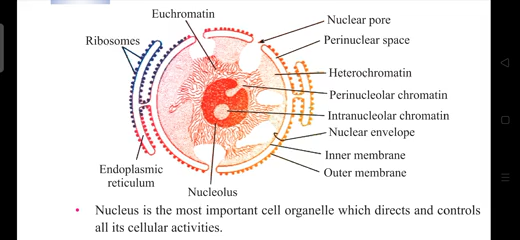 Euchromatin
Nuclear pore
Ribosomes
Perinuclear space
Heterochromatin
Perinucleolar chromatin
Intranucleolar chromatin
Nuclear envelope
Inner membrane
Endoplasmic
reticulum
Outer membrane
Nucleolus
• Nucleus is the most important cell organelle which directs and controls
all its cellular activities.